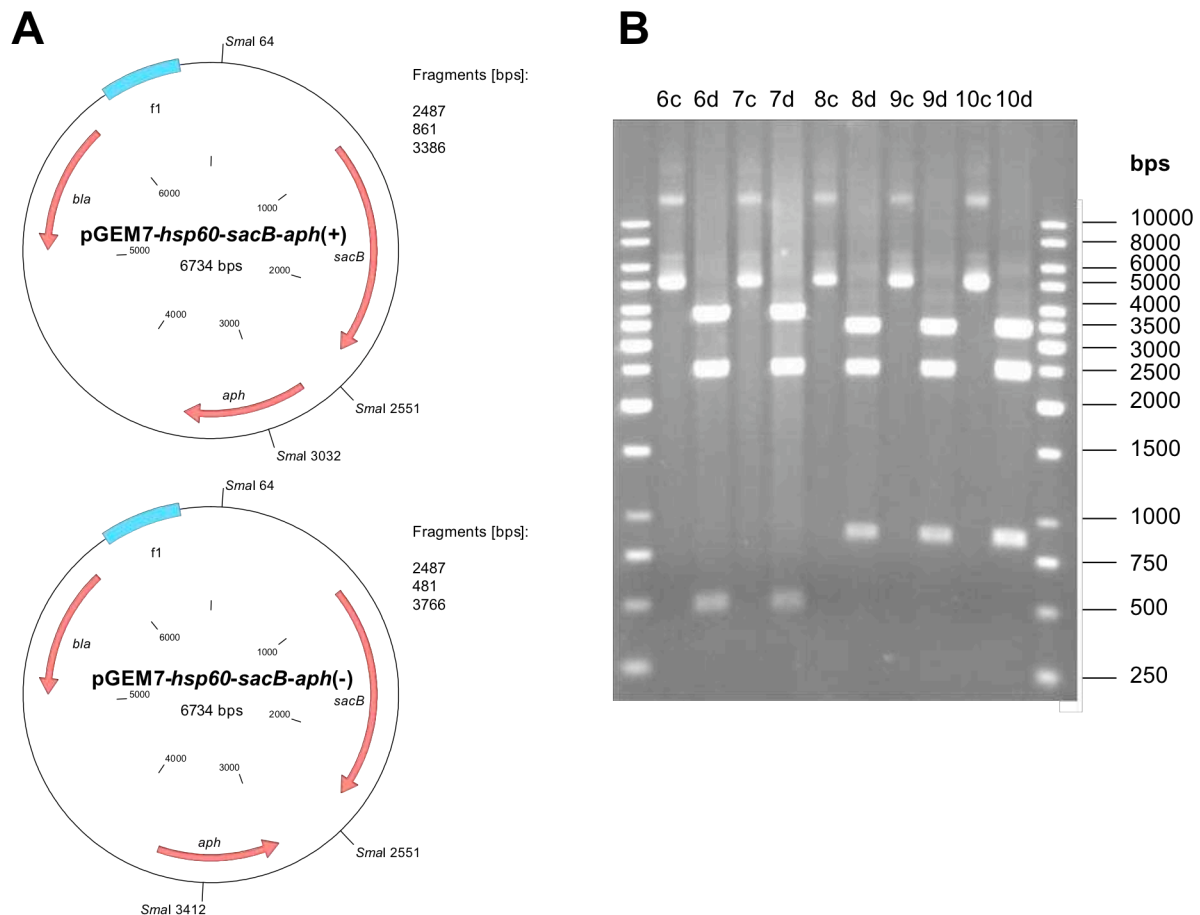 A
SmaI 64
Fragments [bps]:
f1
2487
861
3386
bla
6000
1000
pGEM7-hsp60-sacB-aph(+)
5000
sacB
6734 bps
2000
4000
3000
aph
SmaI 2551
SmaI 3032
SmaI 64
Fragments [bps]:
f1
2487
481
3766
bla
6000
1000
pGEM7-hsp60-sacB-aph(-)
5000
sacB
6734 bps
2000
4000
3000
aph
SmaI 2551
SmaI 3412
B
6c 6d 7c 7d 8c 8d 9c 9d 10c 10d
bps
10000
8000
6000
5000
4000
3500
3000
2500
2000
1500
1000
750
500
250